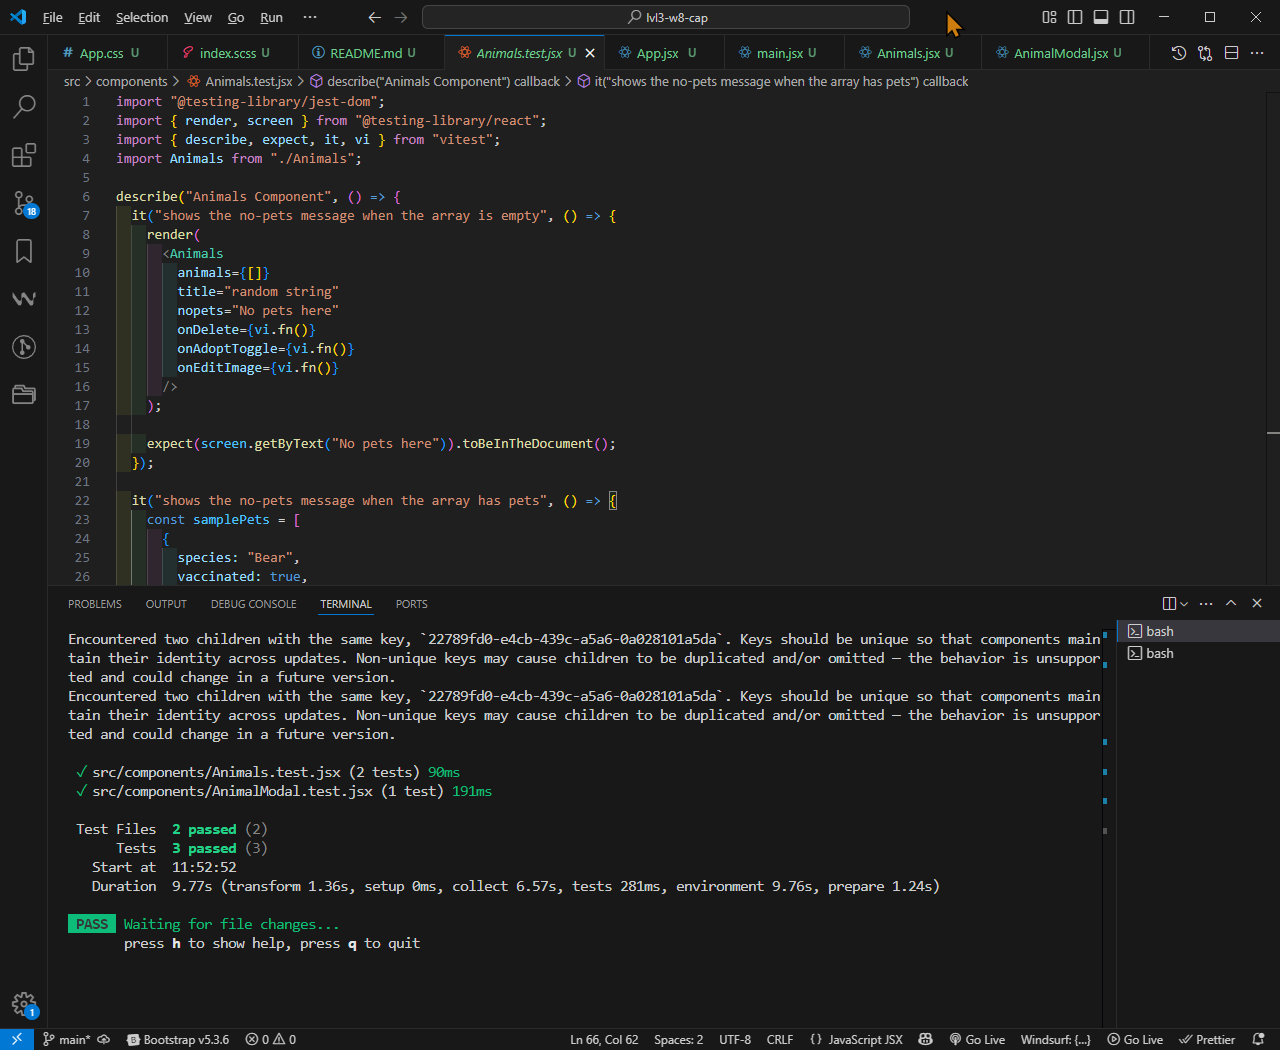 File Edit Selection View Go Run ··· lvl3-w8-cap
# App.css U index.scss U README.md U Animals.test.jsx U App.jsx U main.jsx U Animals.jsx U AnimalModal.jsx U ···
src > components > Animals.test.jsx > describe("Animals Component") callback > it("shows the no-pets message when the array has pets") callback
1 import "@testing-library/jest-dom";
2 import { render, screen } from "@testing-library/react";
3 import { describe, expect, it, vi } from "vitest";
4 import Animals from "./Animals";
5
6 describe("Animals Component", () => {
7 it("shows the no-pets message when the array is empty", () => {
8 render(
9 <Animals
10 animals={[]}
11 title="random string"
12 nopets="No pets here"
13 onDelete={vi.fn()}
14 onAdoptToggle={vi.fn()}
15 onEditImage={vi.fn()}
16 />
17 );
18
19 expect(screen.getByText("No pets here")).toBeInTheDocument();
20 });
21
22 it("shows the no-pets message when the array has pets", () => {
23 const samplePets = [
24 {
25 species: "Bear",
26 vaccinated: true,
18
PROBLEMS OUTPUT DEBUG CONSOLE TERMINAL PORTS ···
Encountered two children with the same key, `22789fd0-e4cb-439c-a5a6-0a028101a5da`. Keys should be unique so that components main
tain their identity across updates. Non-unique keys may cause children to be duplicated and/or omitted — the behavior is unsuppor
ted and could change in a future version.
Encountered two children with the same key, `22789fd0-e4cb-439c-a5a6-0a028101a5da`. Keys should be unique so that components main
tain their identity across updates. Non-unique keys may cause children to be duplicated and/or omitted — the behavior is unsuppor
ted and could change in a future version.
✓ src/components/Animals.test.jsx (2 tests) 90ms
✓ src/components/AnimalModal.test.jsx (1 test) 191ms
Test Files 2 passed (2)
Tests 3 passed (3)
Start at 11:52:52
Duration 9.77s (transform 1.36s, setup 0ms, collect 6.57s, tests 281ms, environment 9.76s, prepare 1.24s)
PASS Waiting for file changes...
press h to show help, press q to quit
bash
bash
1
main* Bootstrap v5.3.6 0 0 Ln 66, Col 62 Spaces: 2 UTF-8 CRLF {} JavaScript JSX Go Live Windsurf: {...} Go Live Prettier